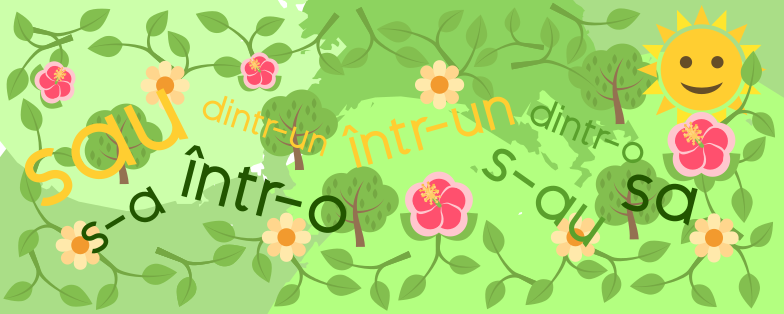 sau
dintr-un
într-un
dintr-o
s-a
într-o
s-au
sa